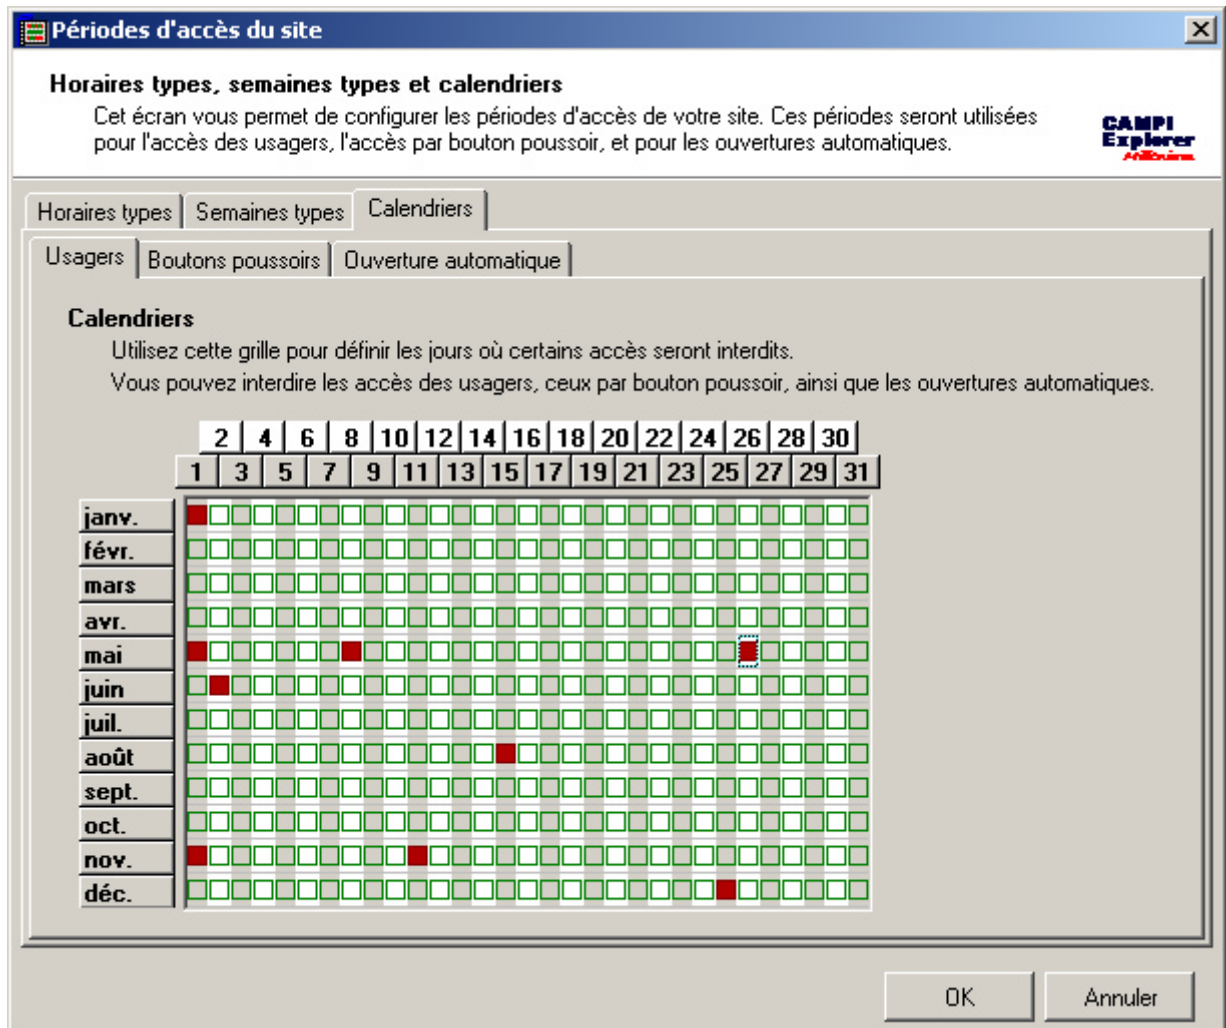 Périodes d'accès du site
Horaires types, semaines types et calendriers
Cet écran vous permet de configurer les périodes d'accès de votre site. Ces périodes seront utilisées
pour l'accès des usagers, l'accès par bouton poussoir, et pour les ouvertures automatiques.
CAMPI
Explorer
Horaires types Semaines types Calendriers
Usagers Boutons poussoirs Ouverture automatique
Calendriers
Utilisez cette grille pour définir les jours où certains accès seront interdits.
Vous pouvez interdire les accès des usagers, ceux par bouton poussoir, ainsi que les ouvertures automatiques.
2 4 6 8 10 12 14 16 18 20 22 24 26 28 30
1 3 5 7 9 11 13 15 17 19 21 23 25 27 29 31
janv.
févr.
mars
avr.
mai
juin
juil.
août
sept.
oct.
nov.
déc.
OK Annuler